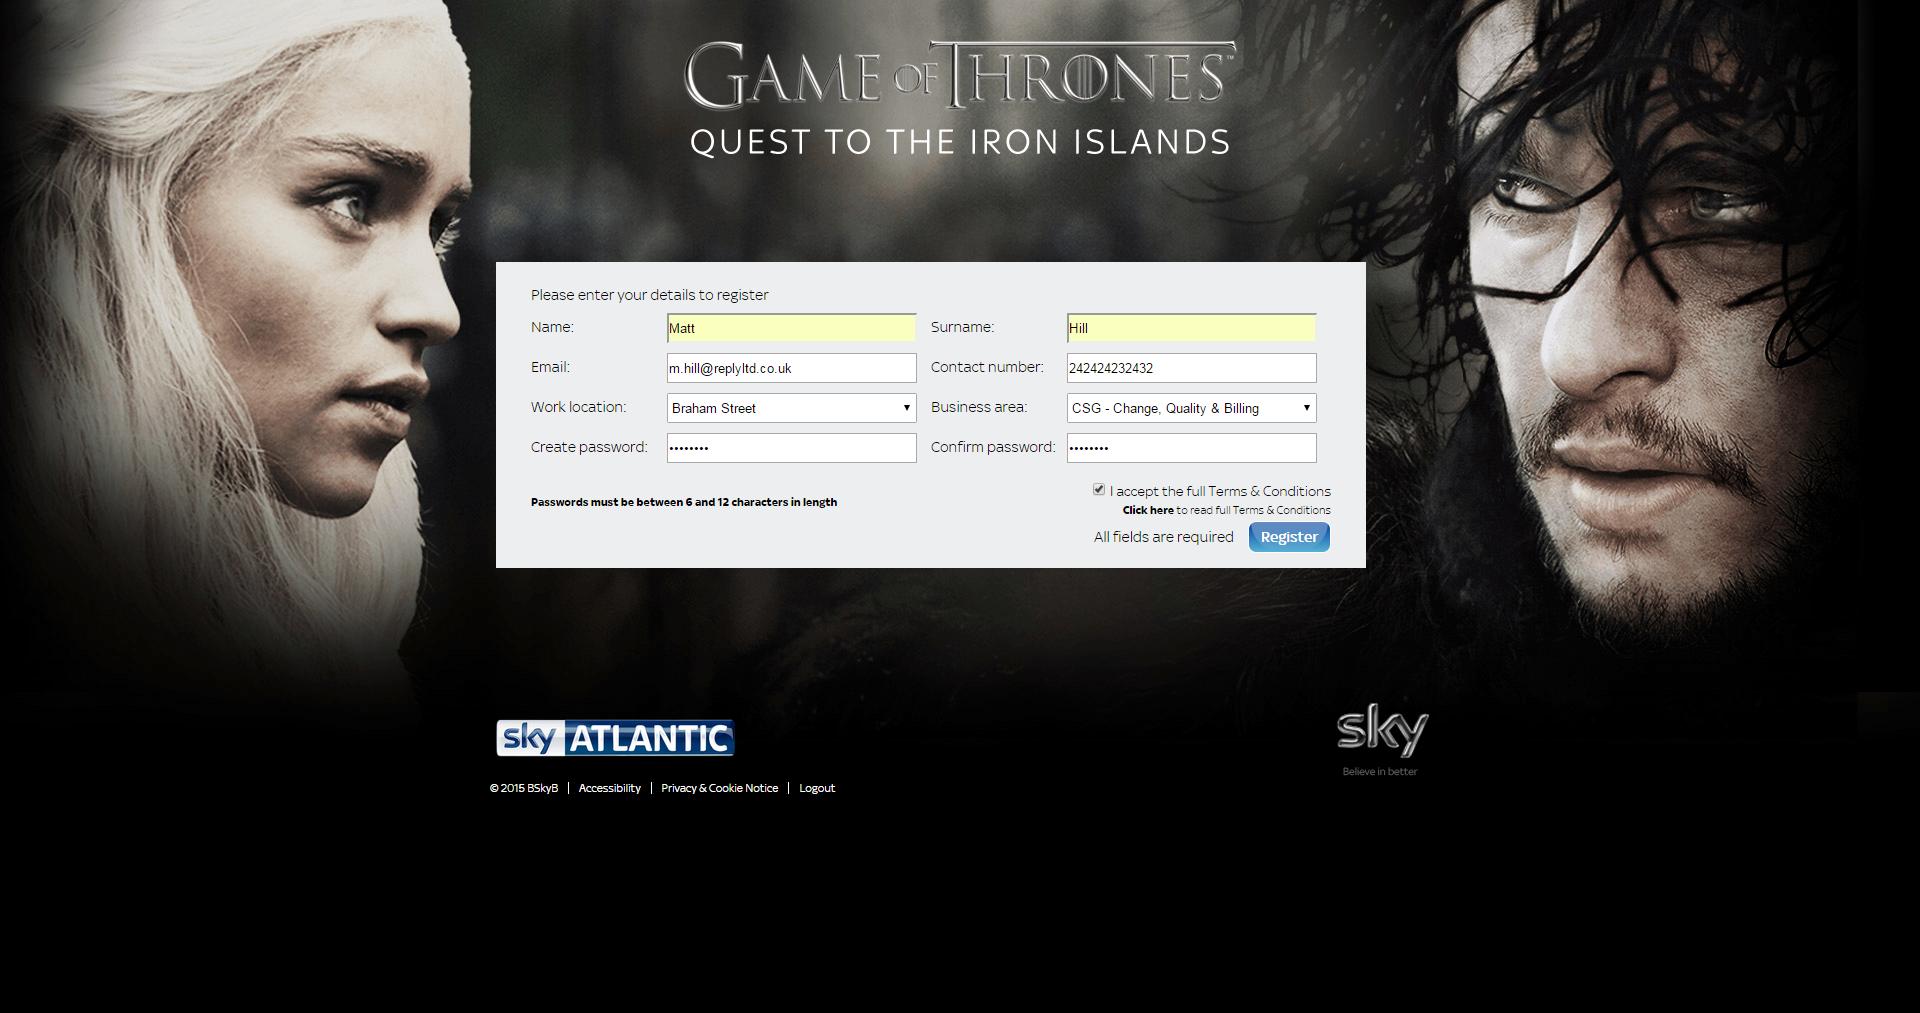 GAME OF THRONES™
QUEST TO THE IRON ISLANDS
Please enter your details to register
Name: Matt Surname: Hill
Email: m.hill@replyltd.co.uk Contact number: 242424232432
Work location: Braham Street Business area: CSG - Change, Quality & Billing
Create password: •••••••• Confirm password: ••••••••
I accept the full Terms & Conditions
Passwords must be between 6 and 12 characters in length
Click here to read full Terms & Conditions
All fields are required Register
sky ATLANTIC
sky
Believe in better
© 2015 BSkyB | Accessibility | Privacy & Cookie Notice | Logout